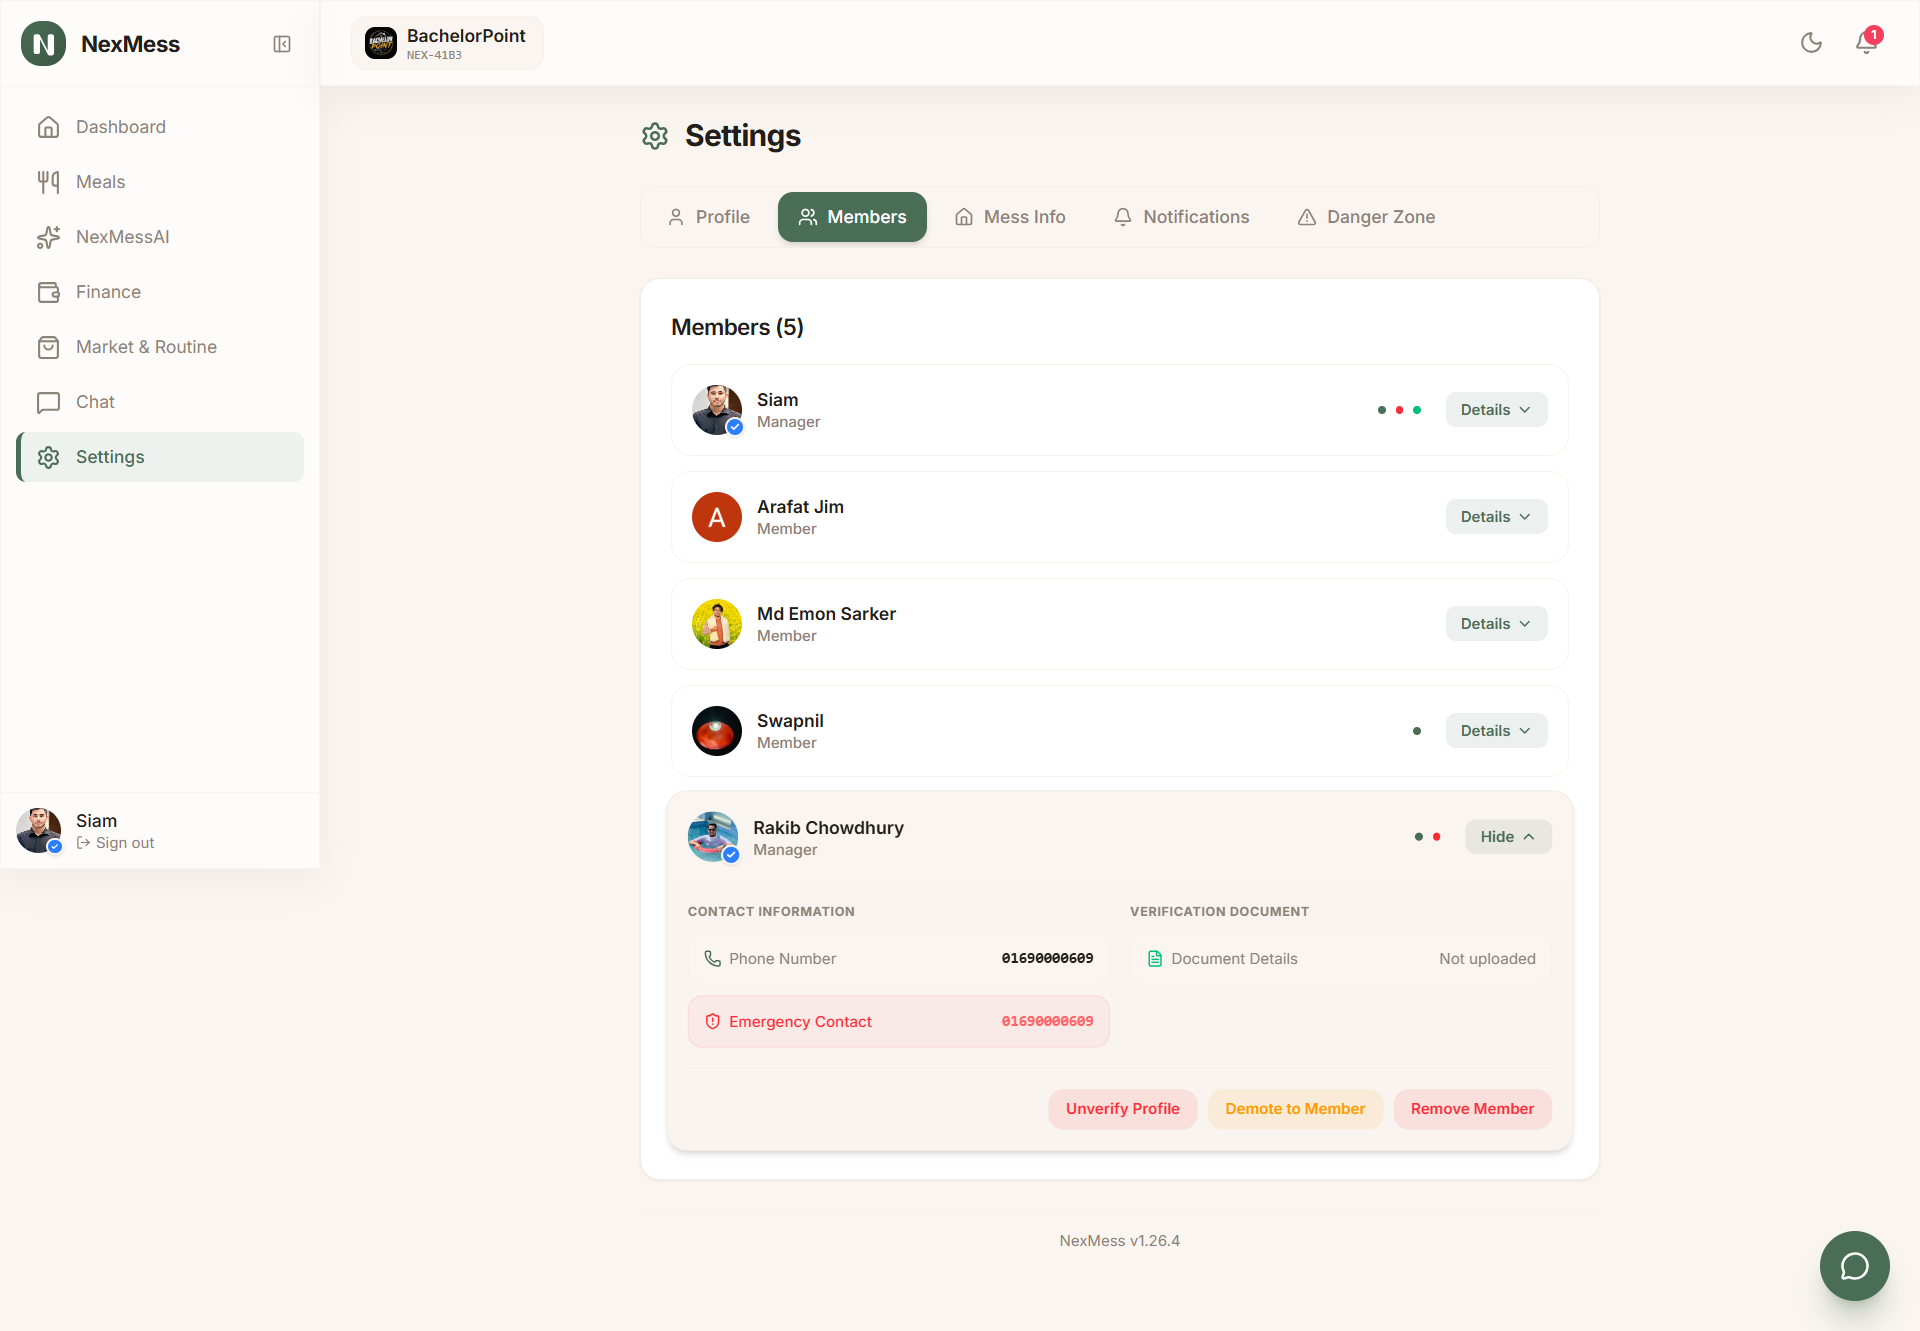 N
NexMess
BACHELOR
POINT
BachelorPoint
NEX-41B3
1
Dashboard
Meals
NexMessAI
Finance
Market & Routine
Chat
Settings
Siam
Sign out
Settings
Profile
Members
Mess Info
Notifications
Danger Zone
Members (5)
Siam
Manager
Details
A
Arafat Jim
Member
Details
Md Emon Sarker
Member
Details
Swapnil
Member
Details
Rakib Chowdhury
Manager
Hide
CONTACT INFORMATION
Phone Number 01690000609
Emergency Contact 01690000609
VERIFICATION DOCUMENT
Document Details Not uploaded
Unverify Profile
Demote to Member
Remove Member
NexMess v1.26.4